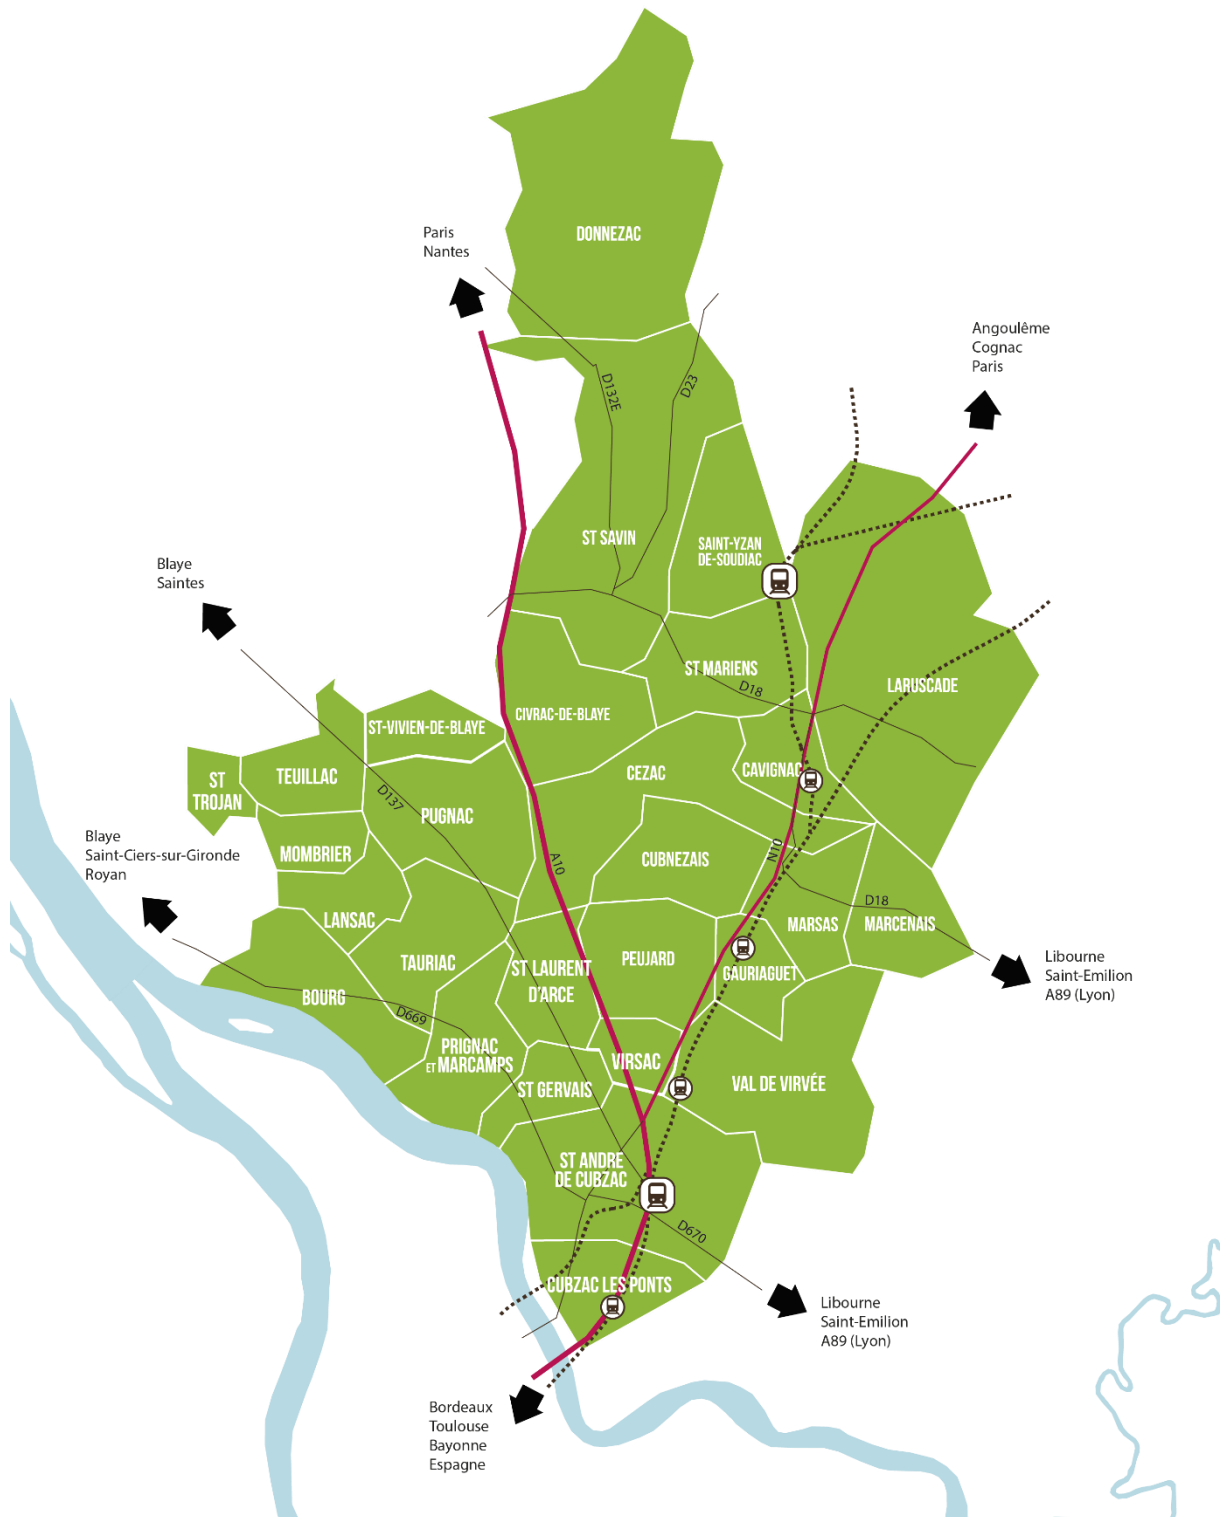 DONNEZAC
Paris
Nantes
Angoulême
Cognac
Paris
D132E
D23
ST SAVIN
SAINT-YZAN
DE-SOUDIAC
Blaye
Saintes
ST MARIENS
D18
LARUSCADE
ST-VIVIEN-DE-BLAYE
CIVRAC-DE-BLAYE
ST
TROJAN
TEUILLAC
CEZAC
CAVIGNAC
D137
PUGNAC
Blaye
Saint-Ciers-sur-Gironde
Royan
MOMBRIER
A10
CUBNEZAIS
N10
D18
LANSAC
MARSAS
MARCENAIS
TAURIAC
ST LAURENT
D'ARCE
PEUJARD
GAURIAGUET
Libourne
Saint-Emilion
A89 (Lyon)
BOURG
D669
PRIGNAC
ET MARCAMPS
VIRSAC
ST GERVAIS
VAL DE VIRVÉE
ST ANDRE
DE CUBZAC
D670
CUBZAC LES PONTS
Libourne
Saint-Emilion
A89 (Lyon)
Bordeaux
Toulouse
Bayonne
Espagne